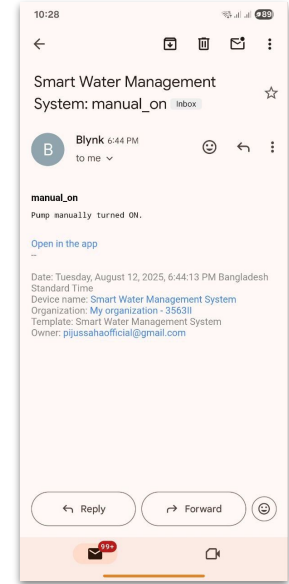 10:28
89
Smart Water Management
System: manual_on Inbox
B
Blynk 6:44 PM
to me
manual_on
Pump manually turned ON.
Open in the app
--
Date: Tuesday, August 12, 2025, 6:44:13 PM Bangladesh
Standard Time
Device name: Smart Water Management System
Organization: My organization - 3563II
Template: Smart Water Management System
Owner: pijussahaofficial@gmail.com
Reply
Forward
99+